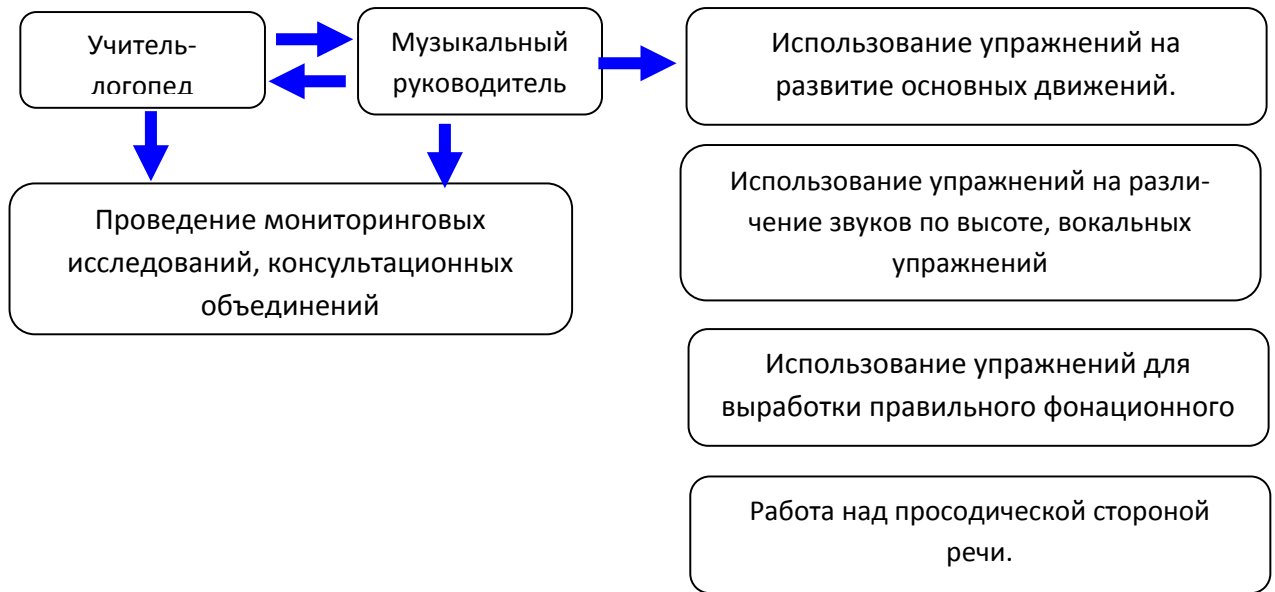 Учитель-
логопед
Музыкальный
руководитель
Использование упражнений на
развитие основных движений.
Проведение мониторинговых
исследований, консультационных
объединений
Использование упражнений на разли-
чение звуков по высоте, вокальных
упражнений
Использование упражнений для
выработки правильного фонационного
Работа над просодической стороной
речи.